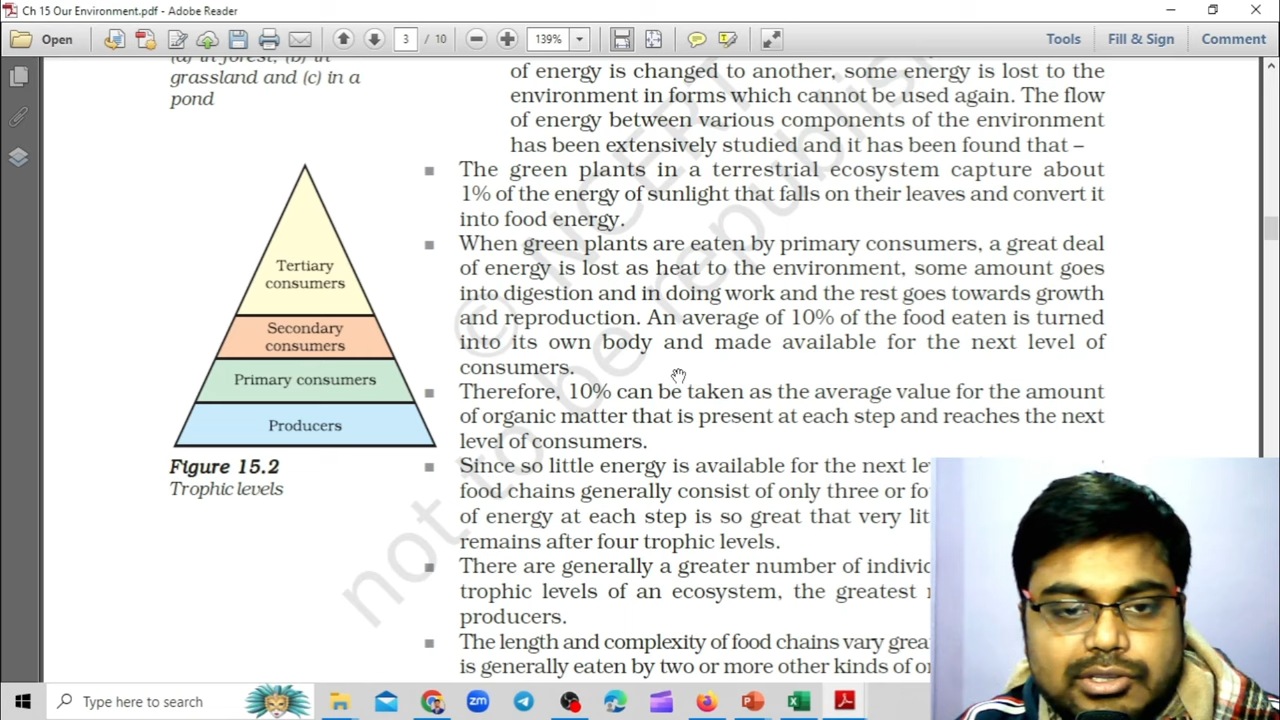 Ch 15 Our Environment.pdf - Adobe Reader
Open
3 / 10
139%
Tools
Fill & Sign
Comment
grassland and (c) in a
pond
of energy is changed to another, some energy is lost to the
environment in forms which cannot be used again. The flow
of energy between various components of the environment
has been extensively studied and it has been found that –
The green plants in a terrestrial ecosystem capture about
1% of the energy of sunlight that falls on their leaves and convert it
into food energy.
When green plants are eaten by primary consumers, a great deal
of energy is lost as heat to the environment, some amount goes
into digestion and in doing work and the rest goes towards growth
and reproduction. An average of 10% of the food eaten is turned
into its own body and made available for the next level of
consumers.
Therefore, 10% can be taken as the average value for the amount
of organic matter that is present at each step and reaches the next
level of consumers.
Since so little energy is available for the next
food chains generally consist of only three or
of energy at each step is so great that very
remains after four trophic levels.
There are generally a greater number of
trophic levels of an ecosystem, the greatest
producers.
The length and complexity of food chains vary
is generally eaten by two or more other kinds of
Tertiary
consumers
Secondary
consumers
Primary consumers
Producers
Figure 15.2
Trophic levels
© NCERT
not to be republish
Type here to search
zm